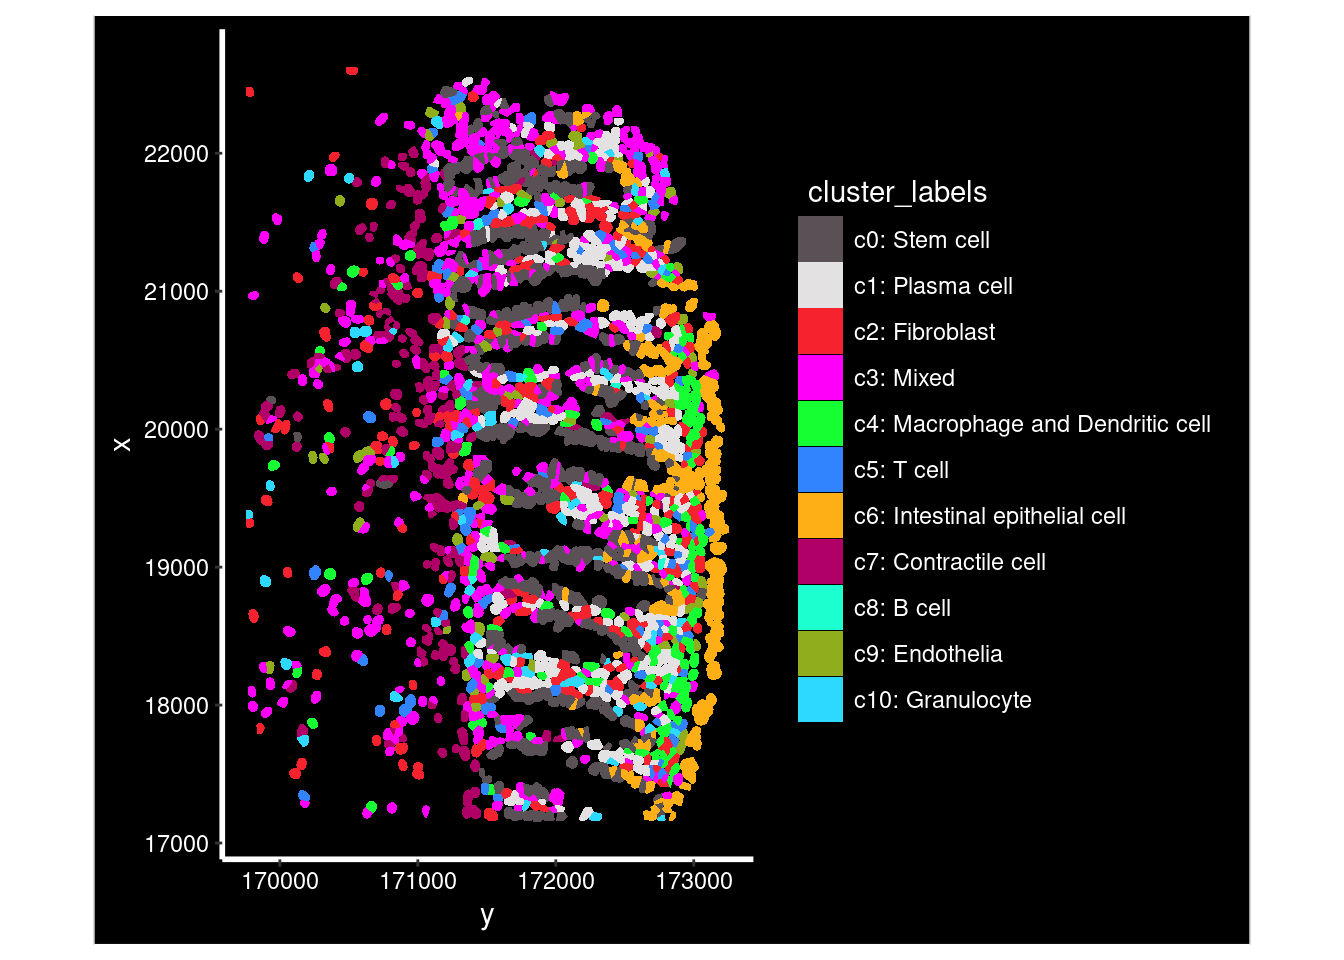 22000
21000
20000
19000
18000
17000
x
170000 171000 172000 173000
y
cluster_labels
c0: Stem cell
c1: Plasma cell
c2: Fibroblast
c3: Mixed
c4: Macrophage and Dendritic cell
c5: T cell
c6: Intestinal epithelial cell
c7: Contractile cell
c8: B cell
c9: Endothelia
c10: Granulocyte